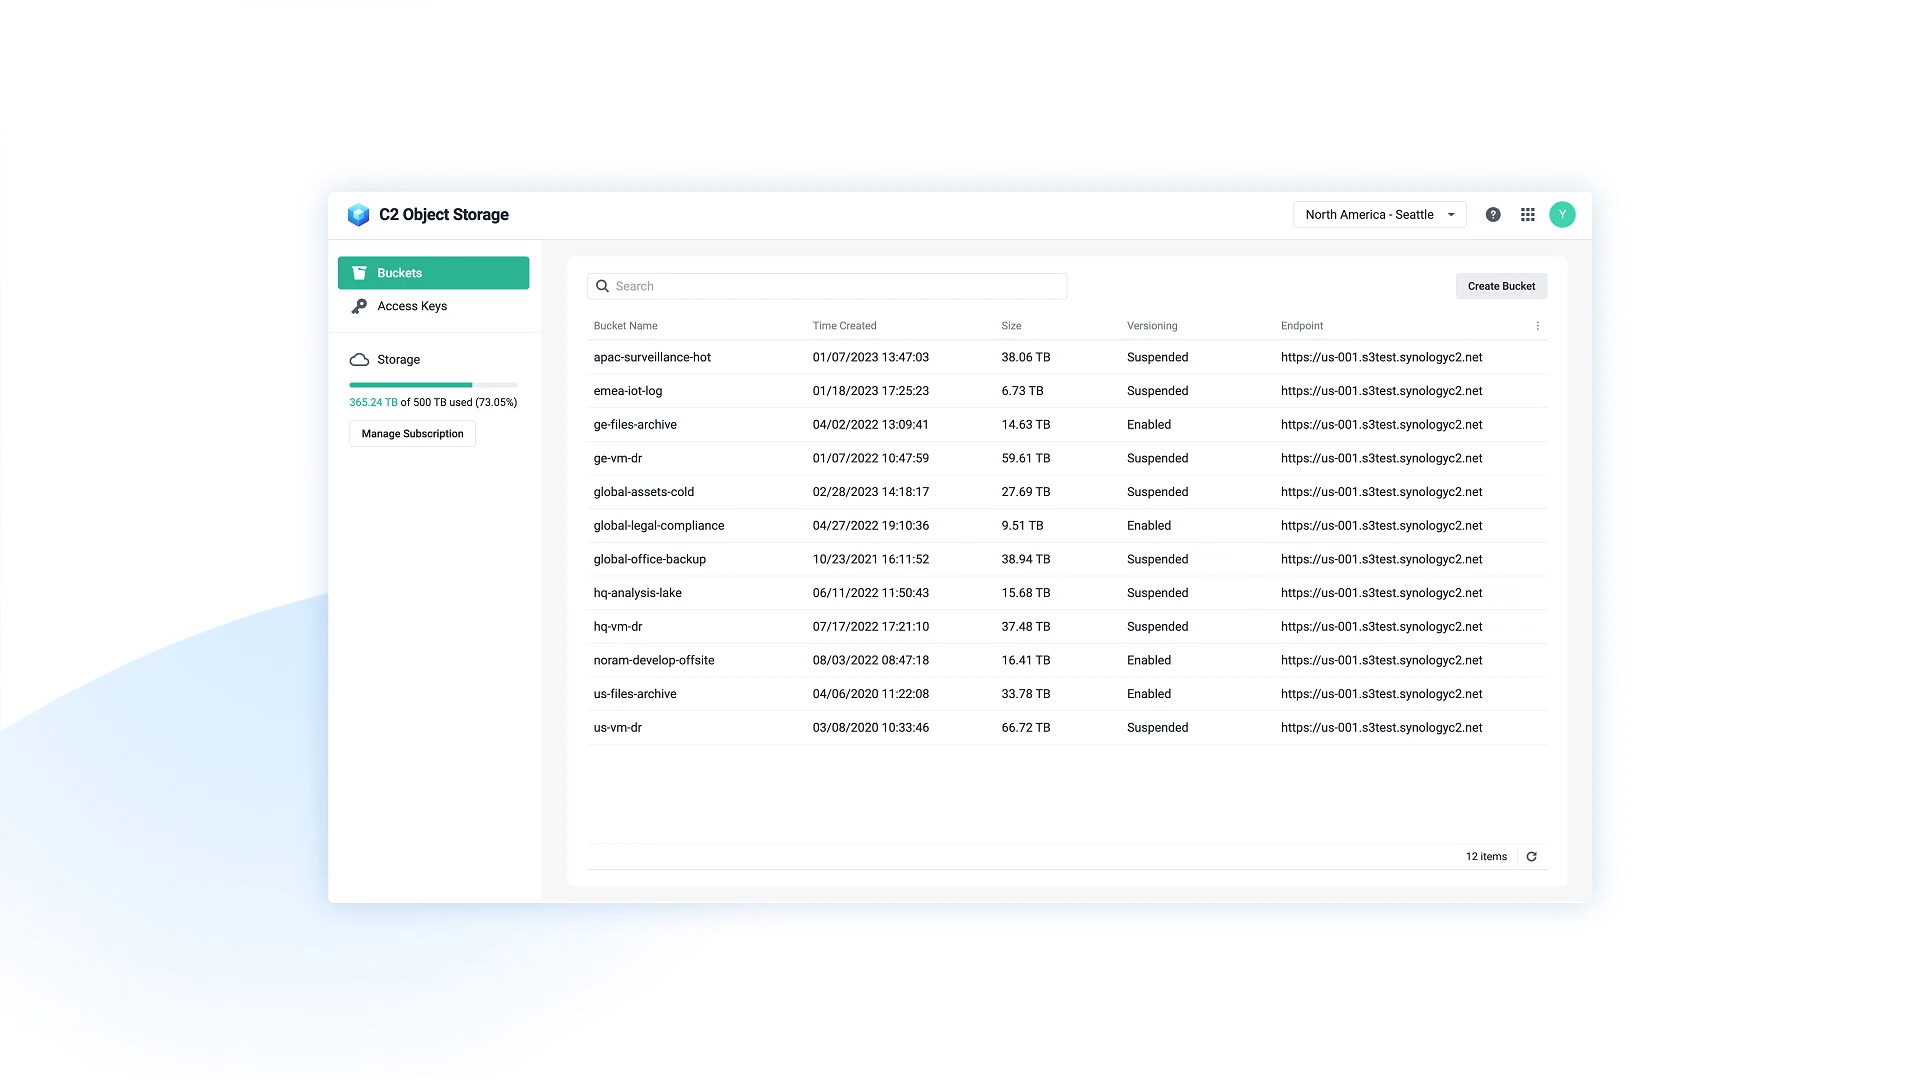 C2 Object Storage
North America - Seattle
?
Y
Buckets
Access Keys
Storage
365.24 TB of 500 TB used (73.05%)
Manage Subscription
Search
Create Bucket
Bucket Name Time Created Size Versioning Endpoint
apac-surveillance-hot 01/07/2023 13:47:03 38.06 TB Suspended https://us-001.s3test.synologyc2.net
emea-iot-log 01/18/2023 17:25:23 6.73 TB Suspended https://us-001.s3test.synologyc2.net
ge-files-archive 04/02/2022 13:09:41 14.63 TB Enabled https://us-001.s3test.synologyc2.net
ge-vm-dr 01/07/2022 10:47:59 59.61 TB Suspended https://us-001.s3test.synologyc2.net
global-assets-cold 02/28/2023 14:18:17 27.69 TB Suspended https://us-001.s3test.synologyc2.net
global-legal-compliance 04/27/2022 19:10:36 9.51 TB Enabled https://us-001.s3test.synologyc2.net
global-office-backup 10/23/2021 16:11:52 38.94 TB Suspended https://us-001.s3test.synologyc2.net
hq-analysis-lake 06/11/2022 11:50:43 15.68 TB Suspended https://us-001.s3test.synologyc2.net
hq-vm-dr 07/17/2022 17:21:10 37.48 TB Suspended https://us-001.s3test.synologyc2.net
noram-develop-offsite 08/03/2022 08:47:18 16.41 TB Enabled https://us-001.s3test.synologyc2.net
us-files-archive 04/06/2020 11:22:08 33.78 TB Enabled https://us-001.s3test.synologyc2.net
us-vm-dr 03/08/2020 10:33:46 66.72 TB Suspended https://us-001.s3test.synologyc2.net
12 items